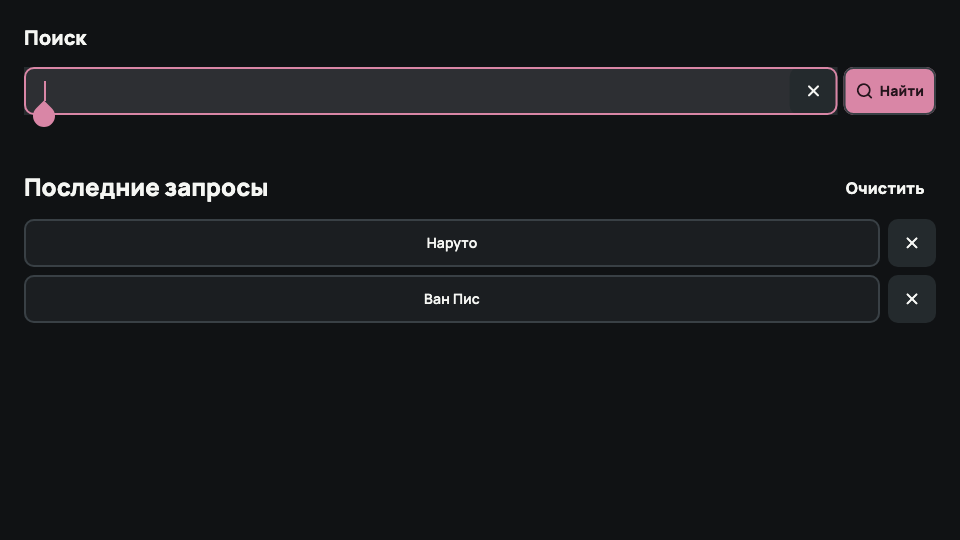 Поиск
Найти
Последние запросы
Очистить
Наруто
Ван Пис